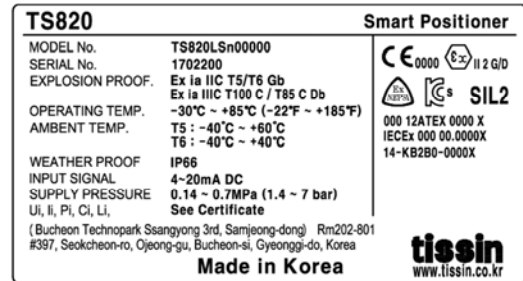 TS820 Smart Positioner
MODEL No. TS820LSn00000
SERIAL No. 1702200
EXPLOSION PROOF. Ex ia IIC T5/T6 Gb
Ex ia IIIC T100 C / T85 C Db
OPERATING TEMP. -30℃ ~ +85℃ (-22℉ ~ +185℉)
AMBENT TEMP. T5 : -40℃ ~ +60℃
T6 : -40℃ ~ +40℃
WEATHER PROOF IP66
INPUT SIGNAL 4~20mA DC
SUPPLY PRESSURE 0.14 ~ 0.7MPa (1.4 ~ 7 bar)
Ui, Ii, Pi, Ci, Li, See Certificate
( Bucheon Technopark Ssangyong 3rd, Samjeong-dong) Rm202-801
#397, Seokcheon-ro, Ojeong-gu, Bucheon-si, Gyeonggi-do, Korea
Made in Korea
CE 0000 Ex II 2 G/D
Ex NEPSI KCs SIL2
000 12ATEX 0000 X
IECEx 000 00.0000X
14-KB2B0-0000X
tissin
www.tissin.co.kr